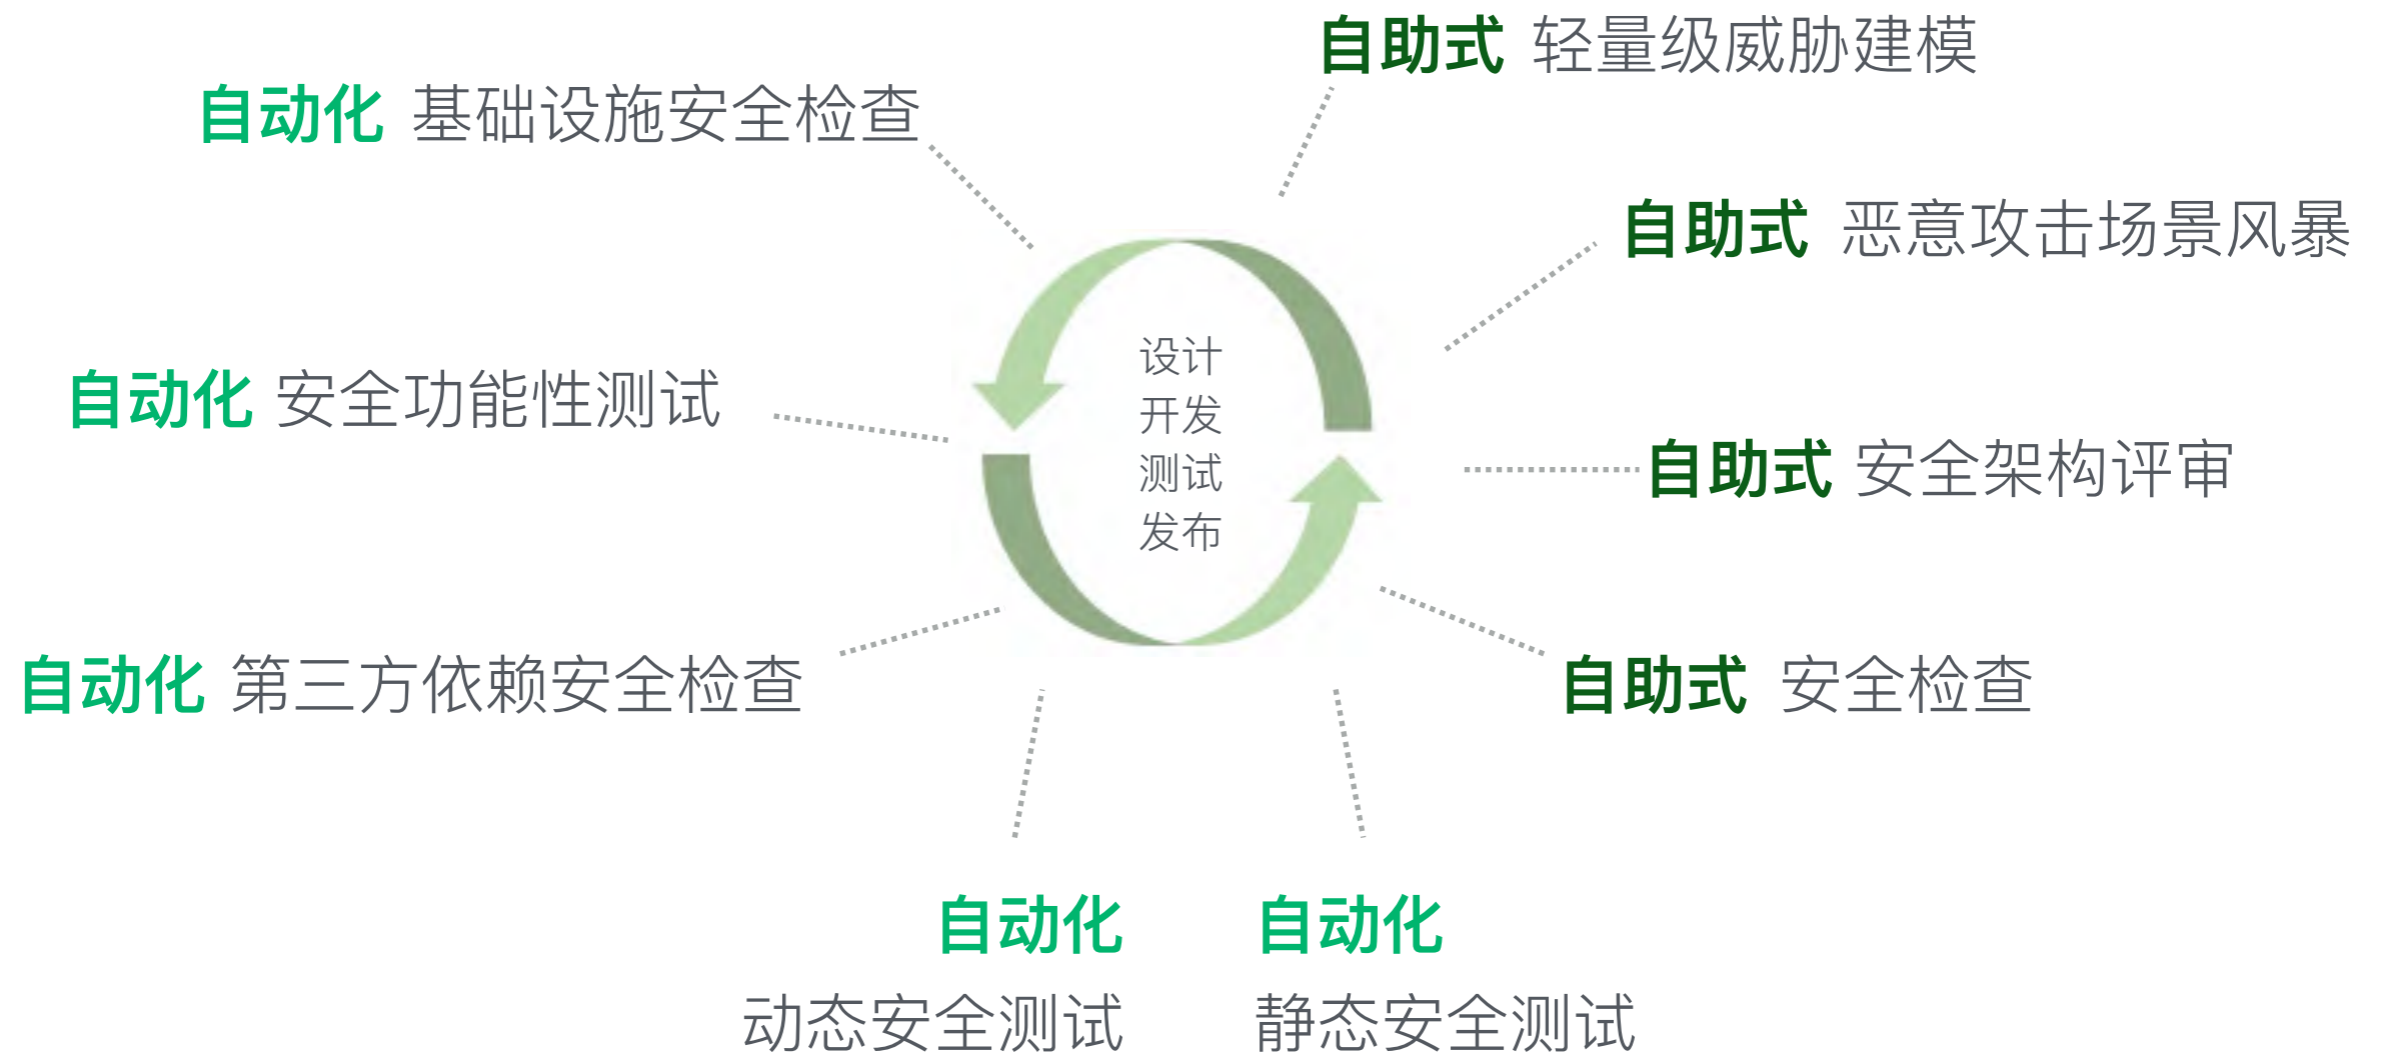 自助式 轻量级威胁建模
自动化 基础设施安全检查
自助式 恶意攻击场景风暴
设计
开发
测试
发布
自动化 安全功能性测试
自助式 安全架构评审
自动化 第三方依赖安全检查
自助式 安全检查
自动化
动态安全测试
自动化
静态安全测试